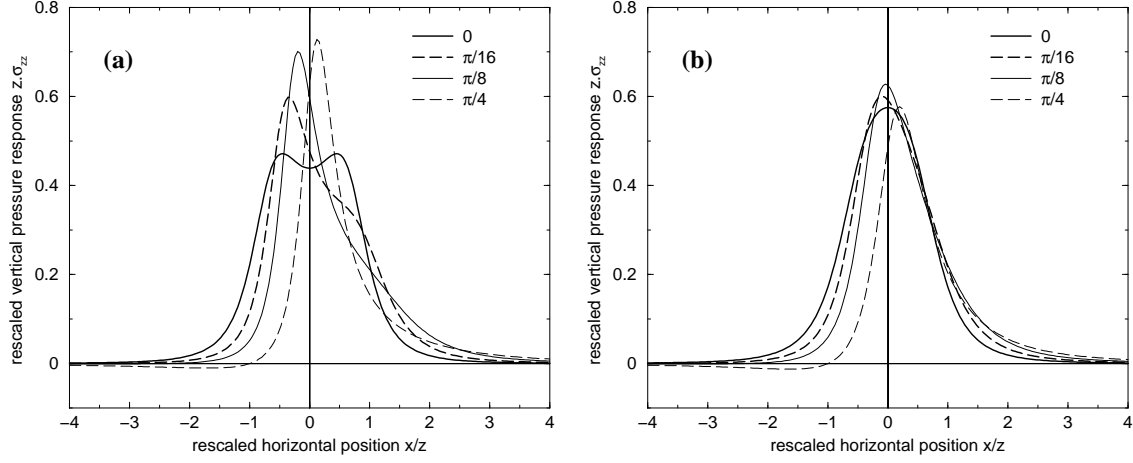 0.8
0.6
0.4
0.2
0
−4 −3 −2 −1 0 1 2 3 4
rescaled horizontal position x/z
rescaled vertical pressure response z.σzz
(a)
0
π/16
π/8
π/4
0.8
0.6
0.4
0.2
0
−4 −3 −2 −1 0 1 2 3 4
rescaled horizontal position x/z
rescaled vertical pressure response z.σzz
(b)
0
π/16
π/8
π/4